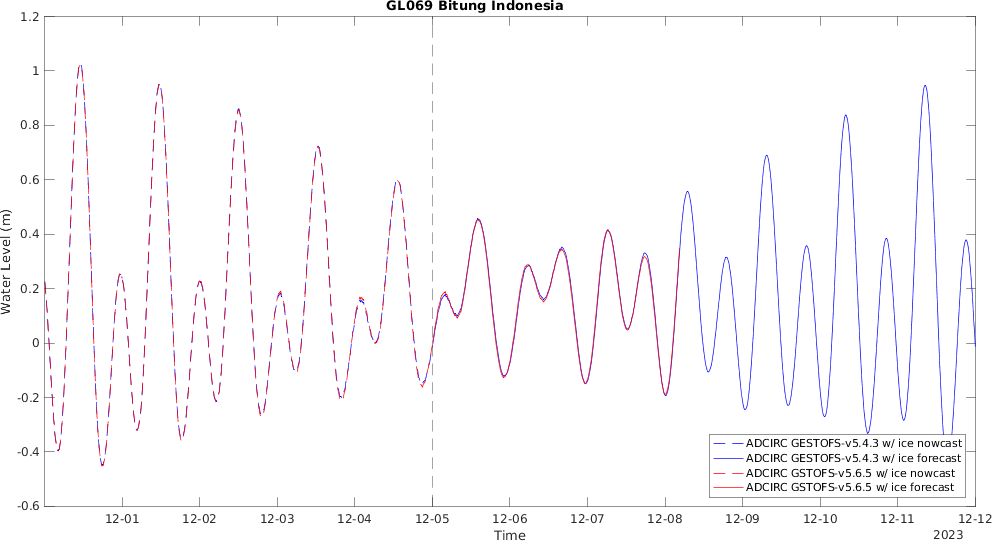 GL069 Bitung Indonesia
1.2
1
0.8
0.6
0.4
0.2
0
-0.2
-0.4
-0.6
Water Level (m)
12-01 12-02 12-03 12-04 12-05 12-06 12-07 12-08 12-09 12-10 12-11 12-12
Time
2023
ADCIRC GESTOFS-v5.4.3 w/ ice nowcast
ADCIRC GESTOFS-v5.4.3 w/ ice forecast
ADCIRC GSTOFS-v5.6.5 w/ ice nowcast
ADCIRC GSTOFS-v5.6.5 w/ ice forecast